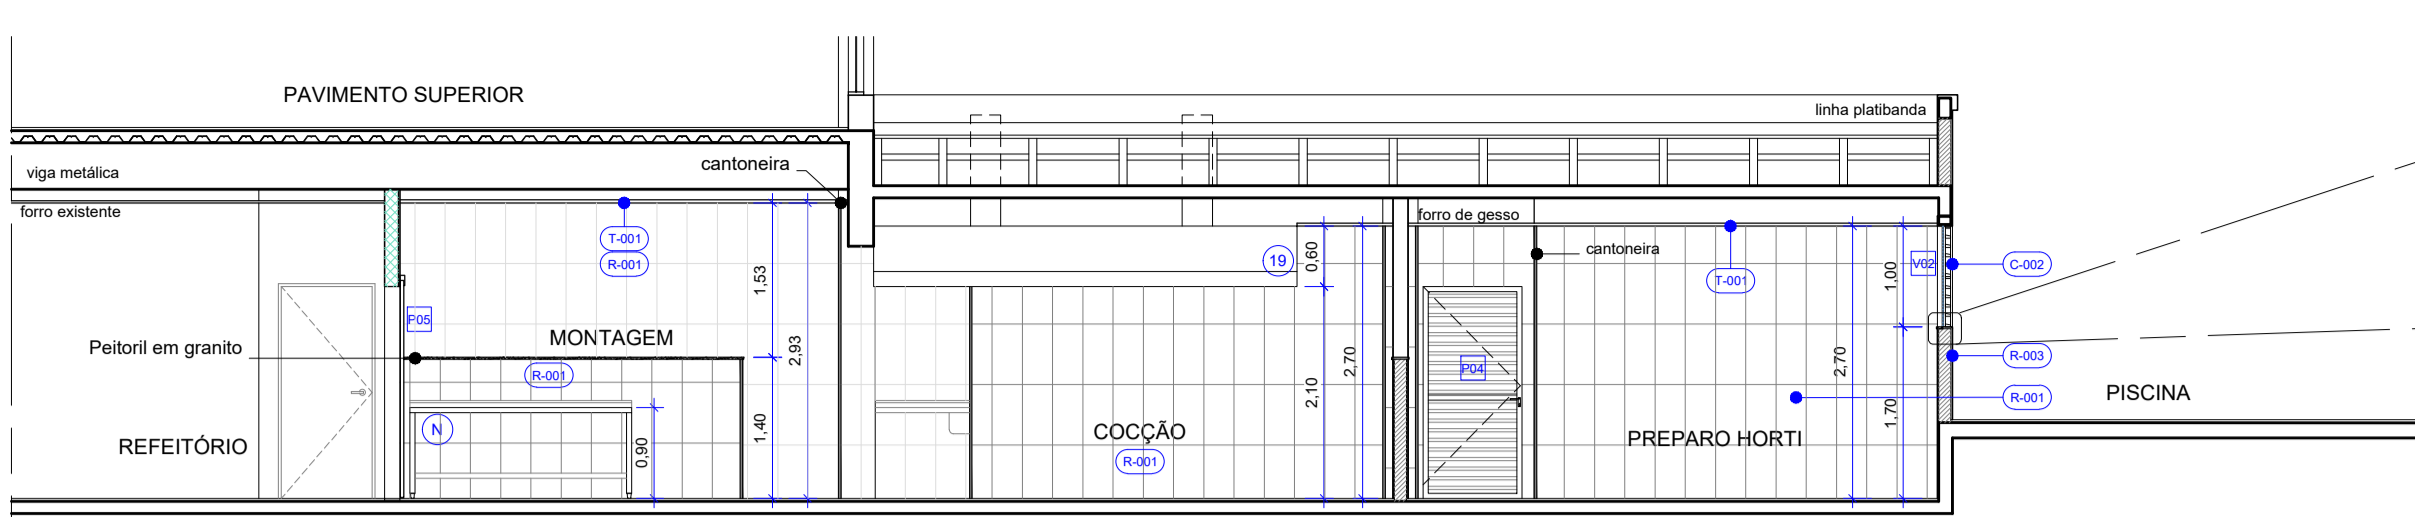 PAVIMENTO SUPERIOR
linha platibanda
viga metálica
cantoneira
forro existente
forro de gesso
T-001
R-001
19
0,60
cantoneira
T-001
V02
C-002
1,53
1,00
P05
MONTAGEM
Peitoril em granito
2,93
2,70
2,70
R-001
P04
R-003
2,10
R-001
PISCINA
N
1,40
1,70
REFEITÓRIO
0,90
COCÇÃO
R-001
PREPARO HORTI